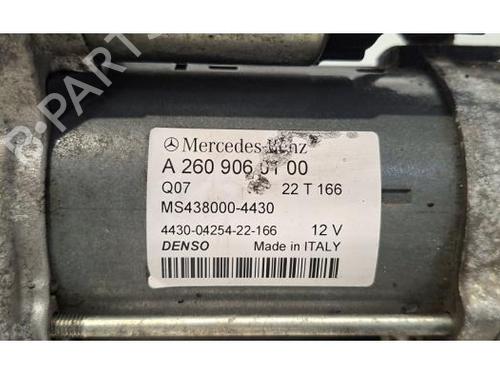 Mercedes-Benz
A 260 906 01 00
Q07 22 T 166
MS438000-4430
4430-04254-22-166 12 V
DENSO Made in ITALY
B-PARTS